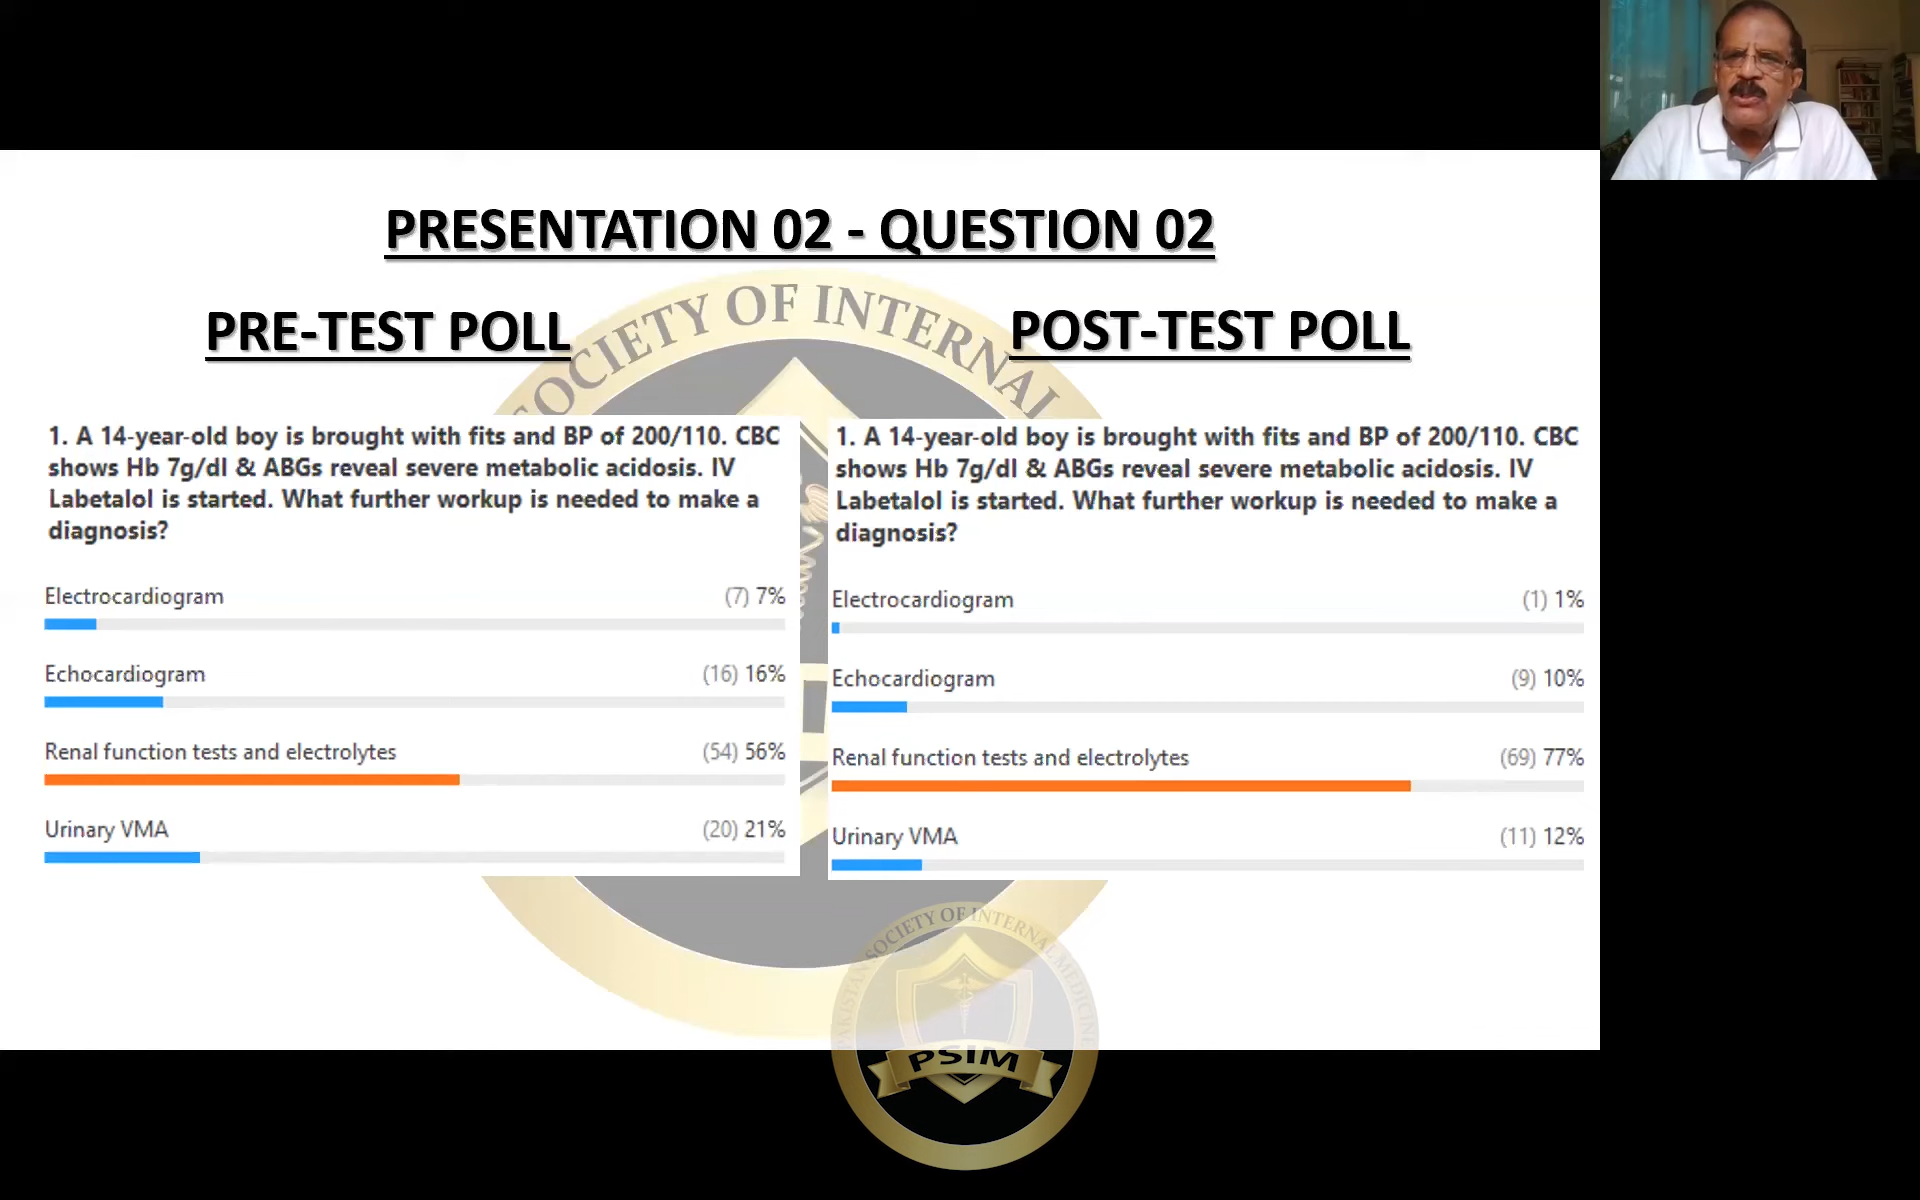 PRESENTATION 02 - QUESTION 02
PRE-TEST POLL
POST-TEST POLL
SOCIETY OF INTERNAL
1. A 14-year-old boy is brought with fits and BP of 200/110. CBC
shows Hb 7g/dl & ABGs reveal severe metabolic acidosis. IV
Labetalol is started. What further workup is needed to make a
diagnosis?
Electrocardiogram (7) 7%
Echocardiogram (16) 16%
Renal function tests and electrolytes (54) 56%
Urinary VMA (20) 21%
1. A 14-year-old boy is brought with fits and BP of 200/110. CBC
shows Hb 7g/dl & ABGs reveal severe metabolic acidosis. IV
Labetalol is started. What further workup is needed to make a
diagnosis?
Electrocardiogram (1) 1%
Echocardiogram (9) 10%
Renal function tests and electrolytes (69) 77%
Urinary VMA (11) 12%
PAKISTAN SOCIETY OF INTERNAL MEDICINE
PSIM